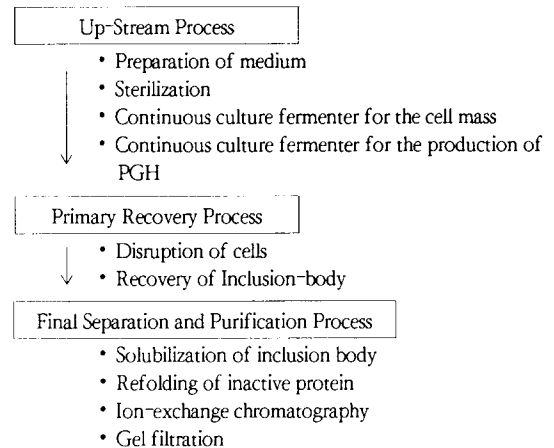 Up-Stream Process
• Preparation of medium
• Sterilization
• Continuous culture fermenter for the cell mass
• Continuous culture fermenter for the production of
PGH
Primary Recovery Process
• Disruption of cells
• Recovery of Inclusion-body
Final Separation and Purification Process
• Solubilization of inclusion body
• Refolding of inactive protein
• Ion-exchange chromatography
• Gel filtration